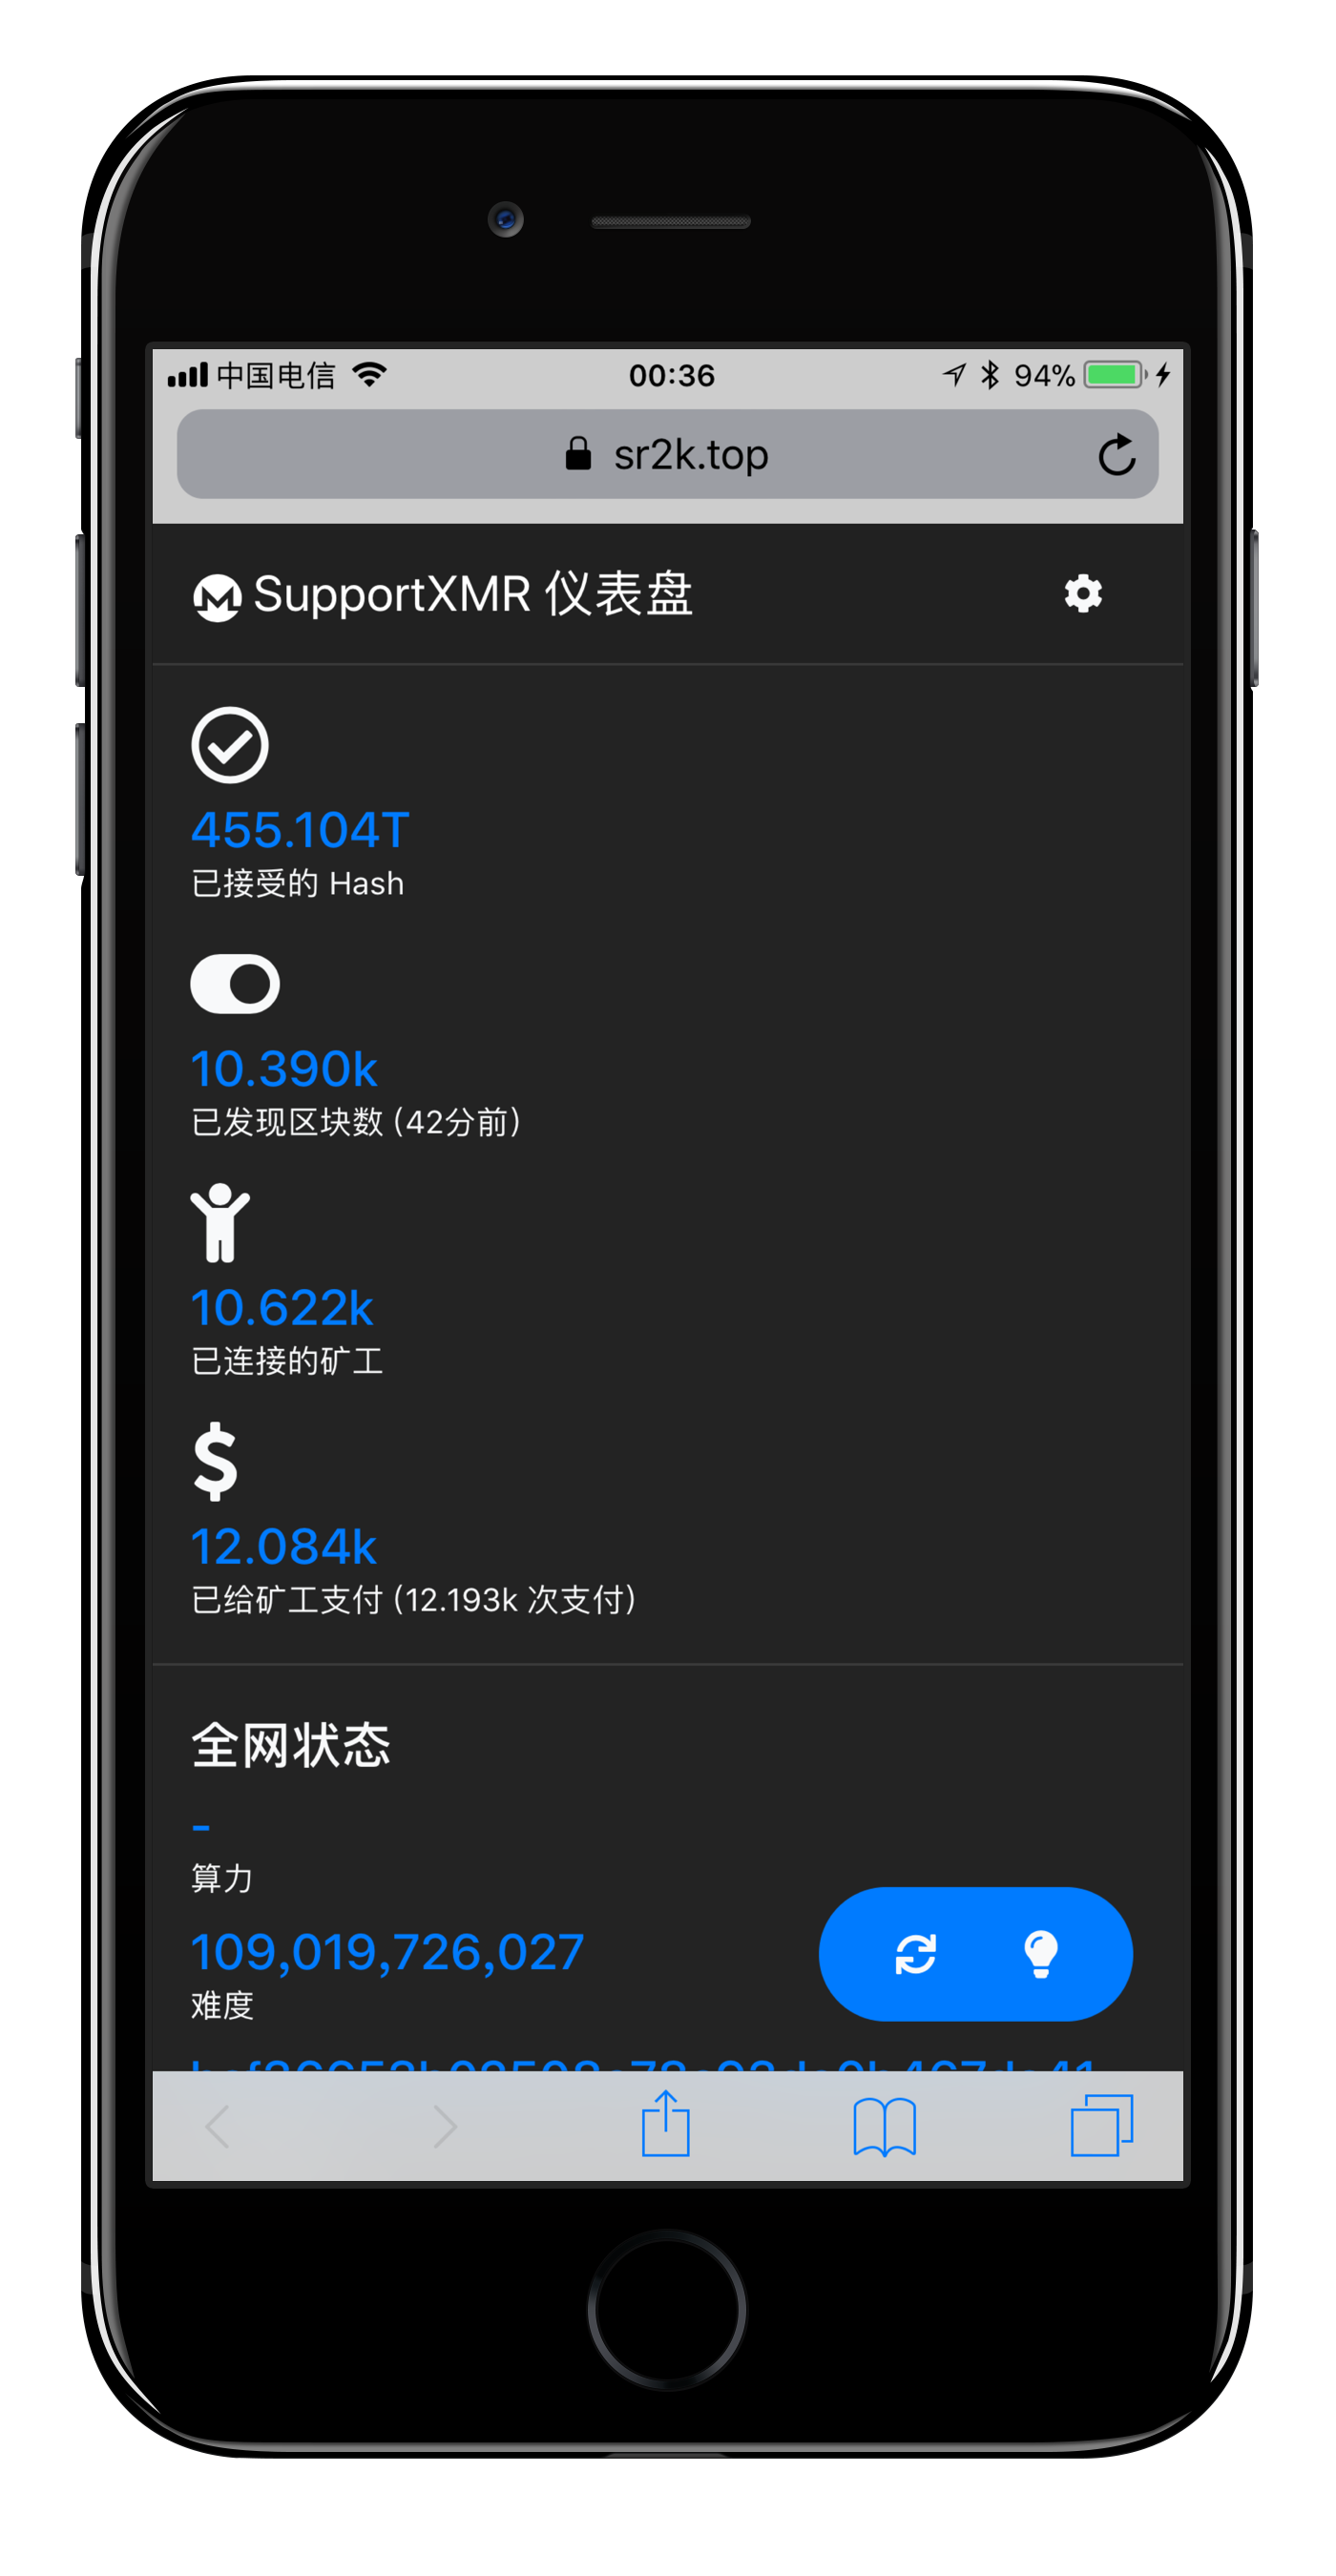 中国电信 00:36 94%
sr2k.top
SupportXMR 仪表盘
455.104T
已接受的 Hash
10.390k
已发现区块数 (42分前)
10.622k
已连接的矿工
$
12.084k
已给矿工支付 (12.193k 次支付)
全网状态
-
算力
109,019,726,027
难度